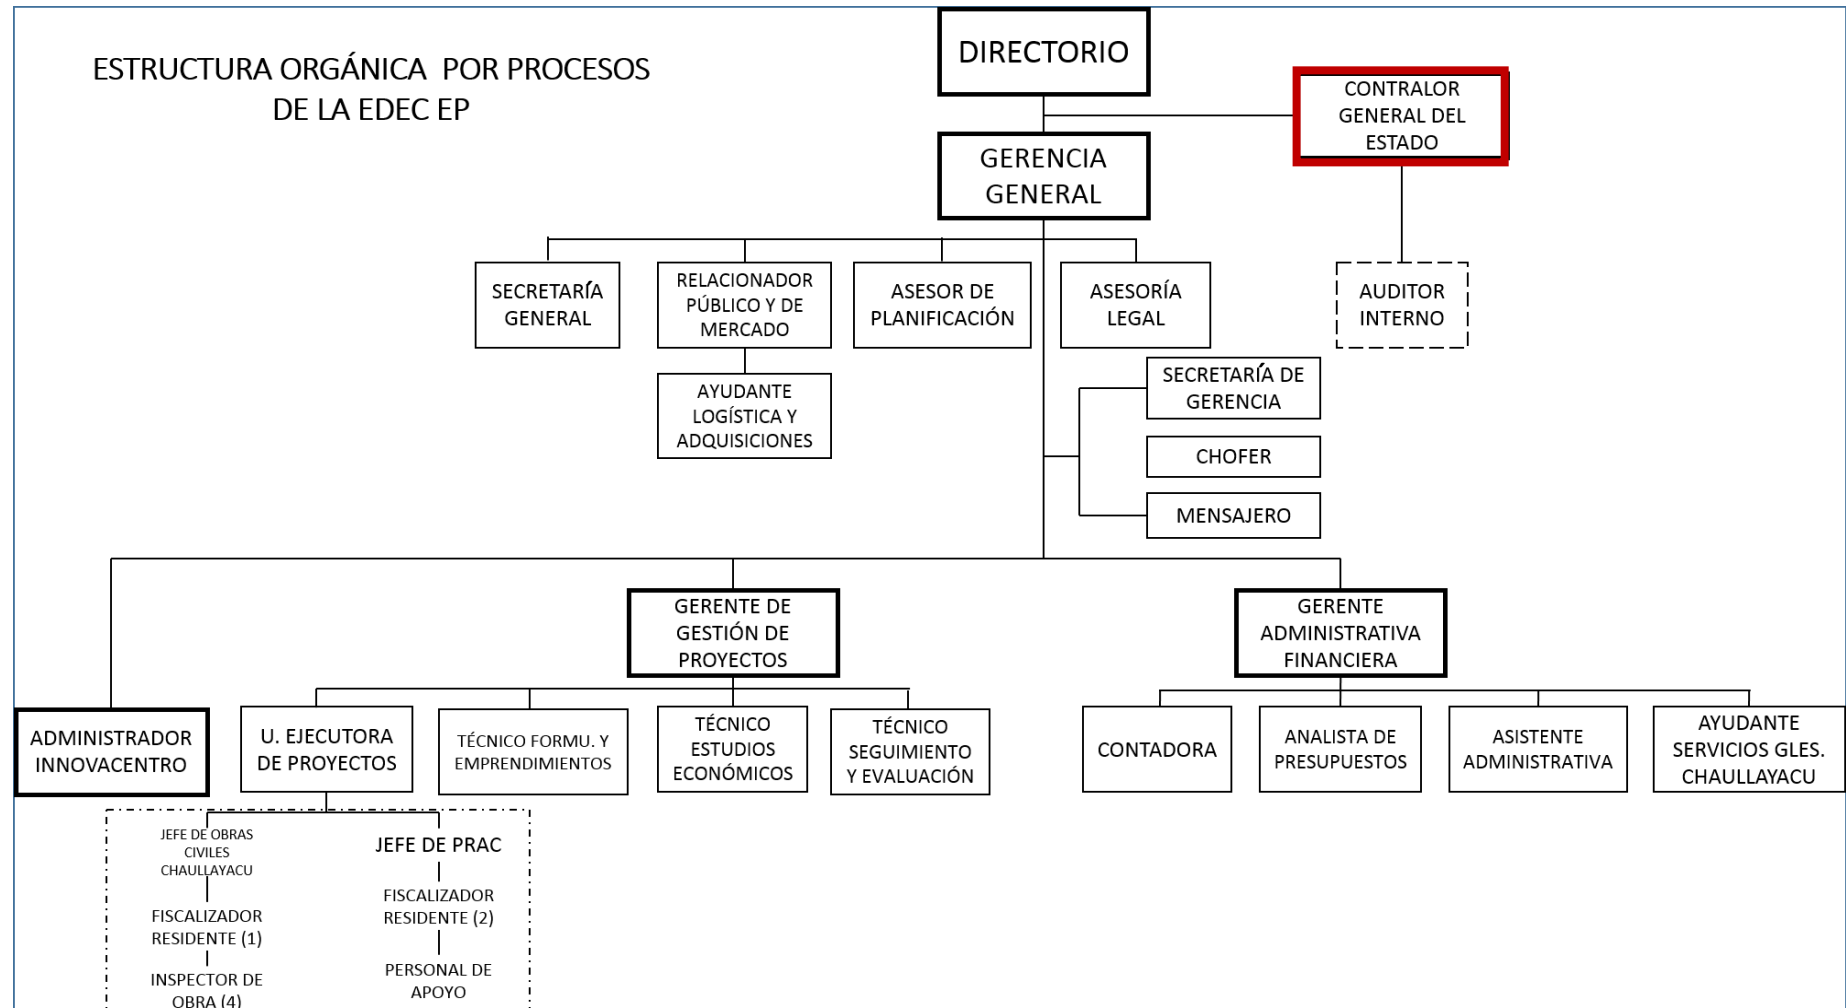 ESTRUCTURA ORGÁNICA POR PROCESOS
DE LA EDEC EP
DIRECTORIO
CONTRALOR
GENERAL DEL
ESTADO
GERENCIA
GENERAL
SECRETARÍA
GENERAL
RELACIONADOR
PÚBLICO Y DE
MERCADO
ASESOR DE
PLANIFICACIÓN
ASESORÍA
LEGAL
AUDITOR
INTERNO
AYUDANTE
LOGÍSTICA Y
ADQUISICIONES
SECRETARÍA DE
GERENCIA
CHOFER
MENSAJERO
GERENTE DE
GESTIÓN DE
PROYECTOS
GERENTE
ADMINISTRATIVA
FINANCIERA
ADMINISTRADOR
INNOVACENTRO
U. EJECUTORA
DE PROYECTOS
TÉCNICO FORMU. Y
EMPRENDIMIENTOS
TÉCNICO
ESTUDIOS
ECONÓMICOS
TÉCNICO
SEGUIMIENTO
Y EVALUACIÓN
CONTADORA
ANALISTA DE
PRESUPUESTOS
ASISTENTE
ADMINISTRATIVA
AYUDANTE
SERVICIOS GLES.
CHAULLAYACU
JEFE DE OBRAS
CIVILES
CHAULLAYACU
FISCALIZADOR
RESIDENTE (1)
INSPECTOR DE
OBRA (4)
JEFE DE PRAC
FISCALIZADOR
RESIDENTE (2)
PERSONAL DE
APOYO